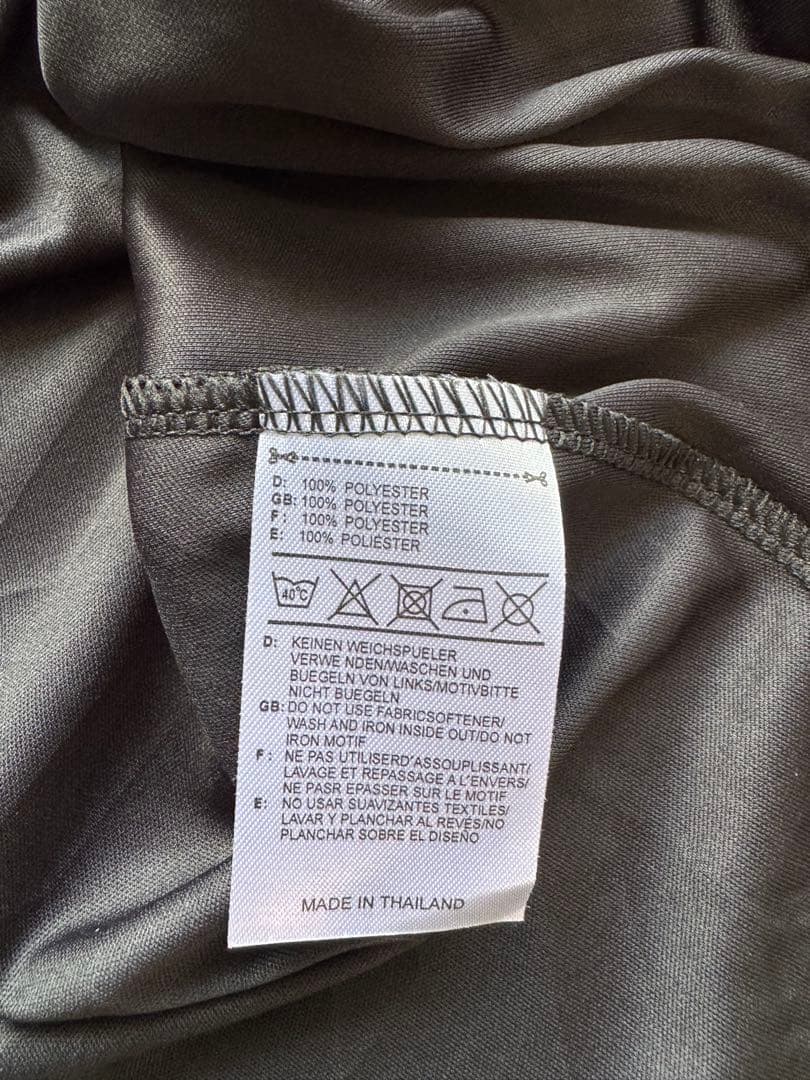 D: 100% POLYESTER
GB: 100% POLYESTER
F: 100% POLYESTER
E: 100% POLIESTER
40°C
D: KEINEN WEICHSPUELER
VERWE NDEN/WASCHEN UND
BUEGELN VON LINKS/MOTIVBITTE
NICHT BUEGELN
GB: DO NOT USE FABRICSOFTENER/
WASH AND IRON INSIDE OUT/DO NOT
IRON MOTIF
F: NE PAS UTILISERD'ASSOUPLISSANT/
LAVAGE ET REPASSAGE A L'ENVERS/
NE PASR EPASSER SUR LE MOTIF
E: NO USAR SUAVIZANTES TEXTILES/
LAVAR Y PLANCHAR AL REVÉS/NO
PLANCHAR SOBRE EL DISEÑO
MADE IN THAILAND